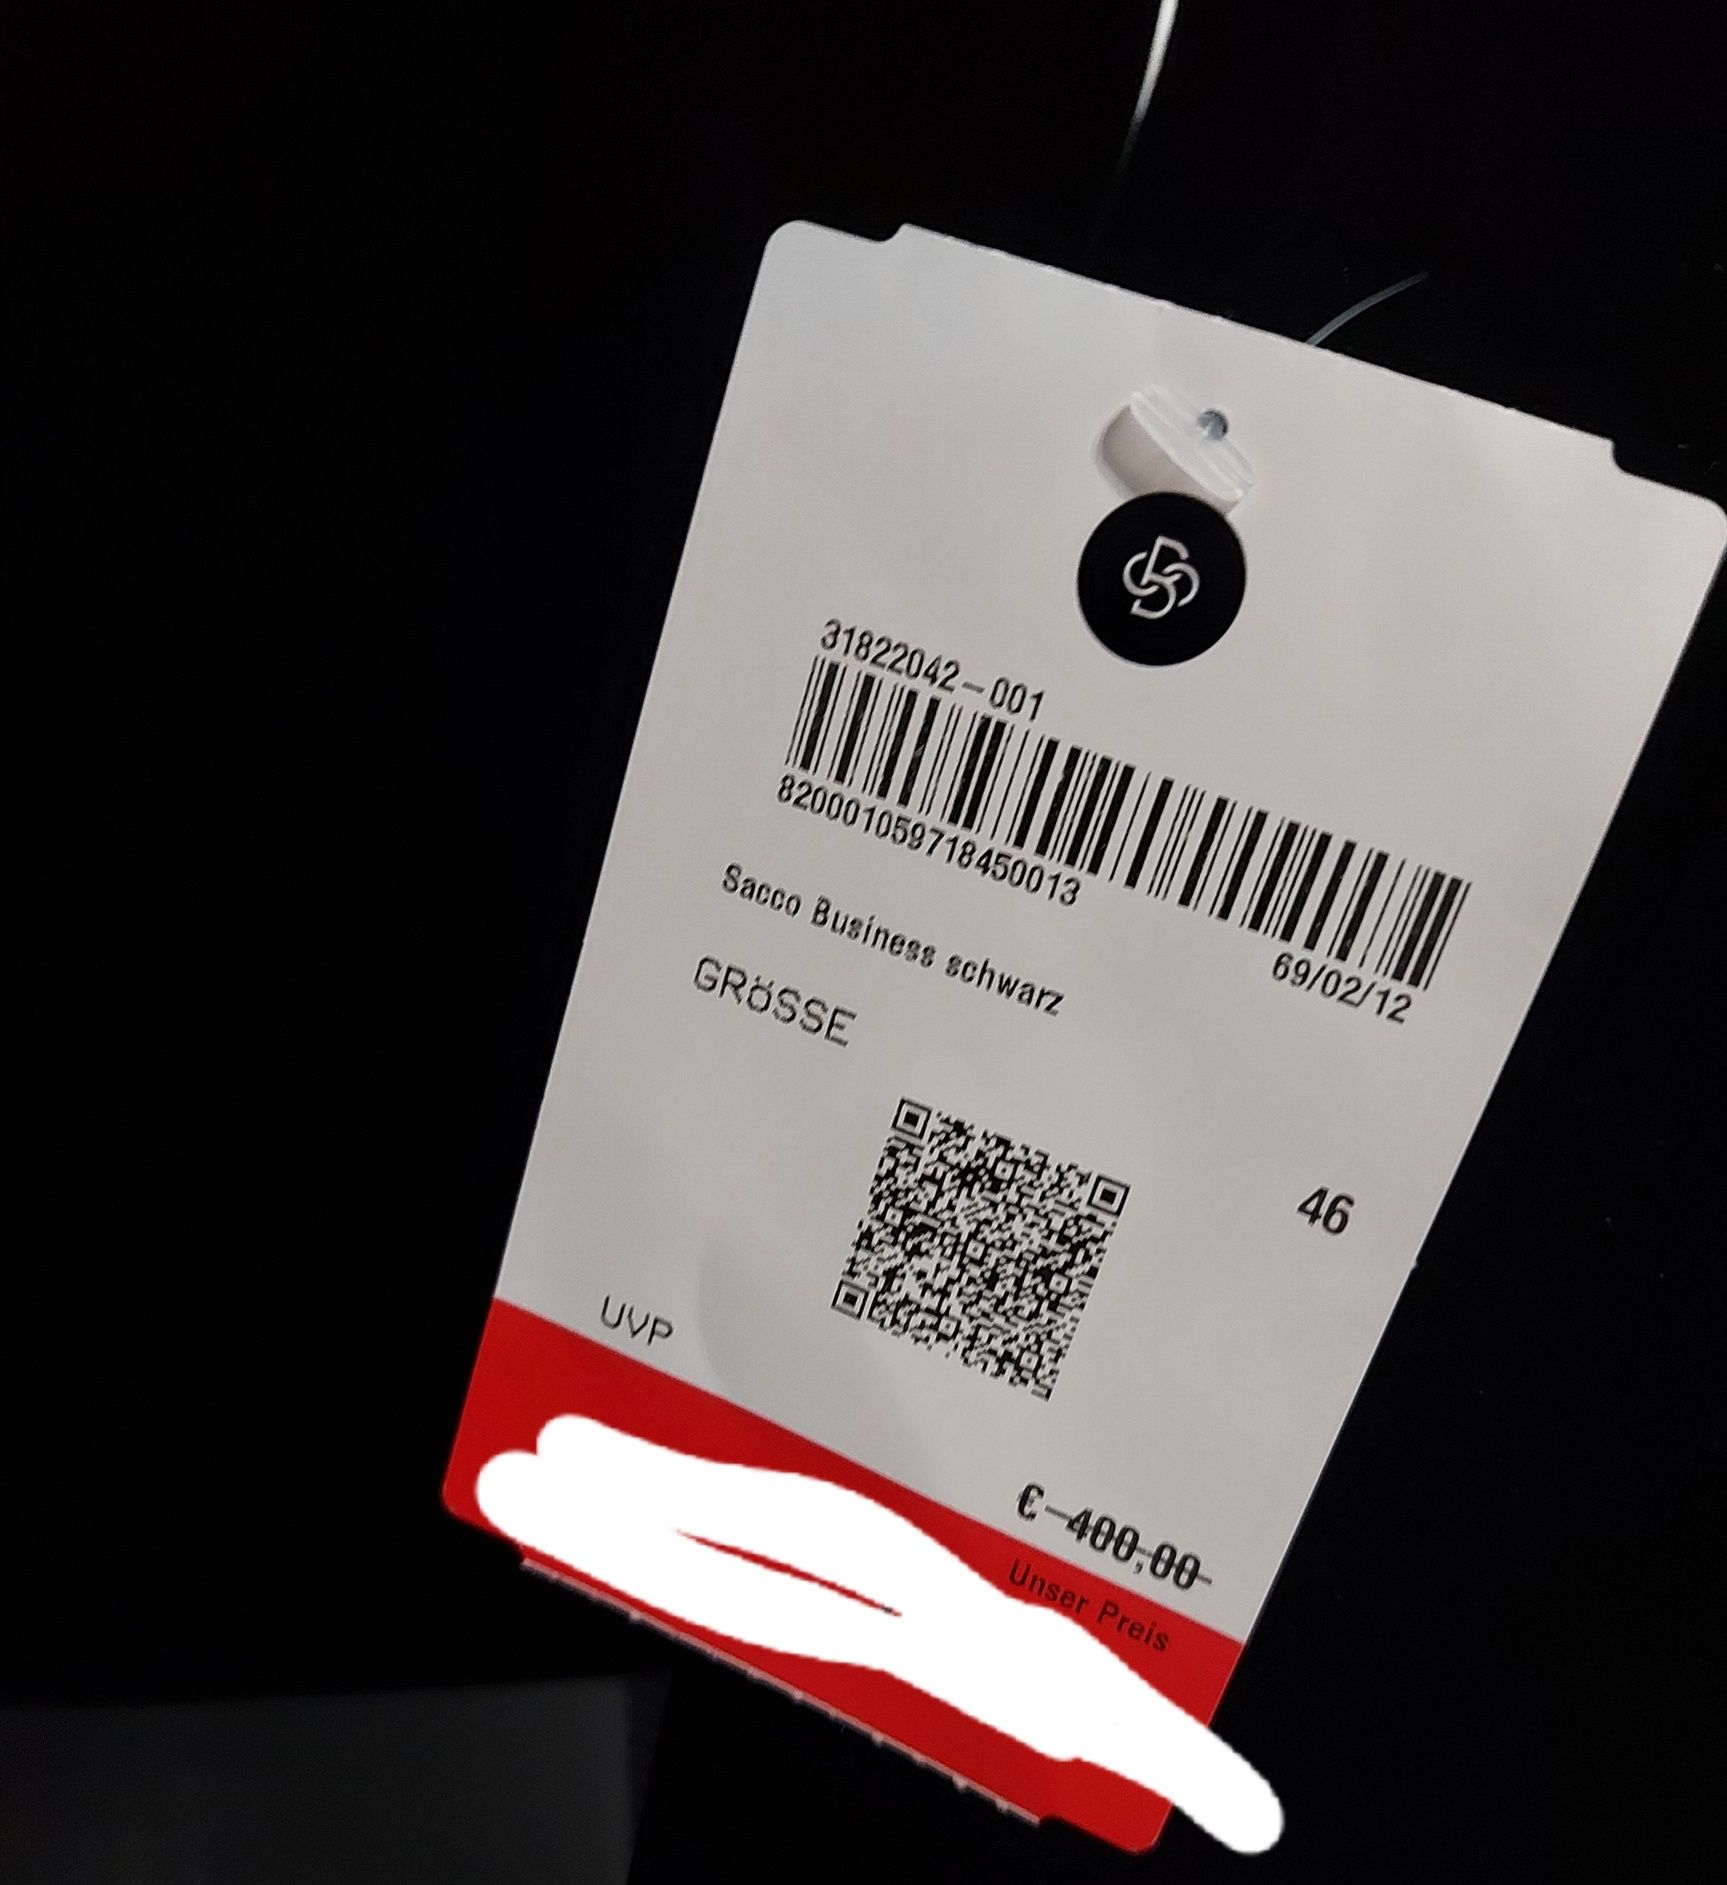 31822042-001
820001059718450013
69/02/12
Sacco Business schwarz
GRÖSSE
46
UVP
€ 400,00
Unser Preis